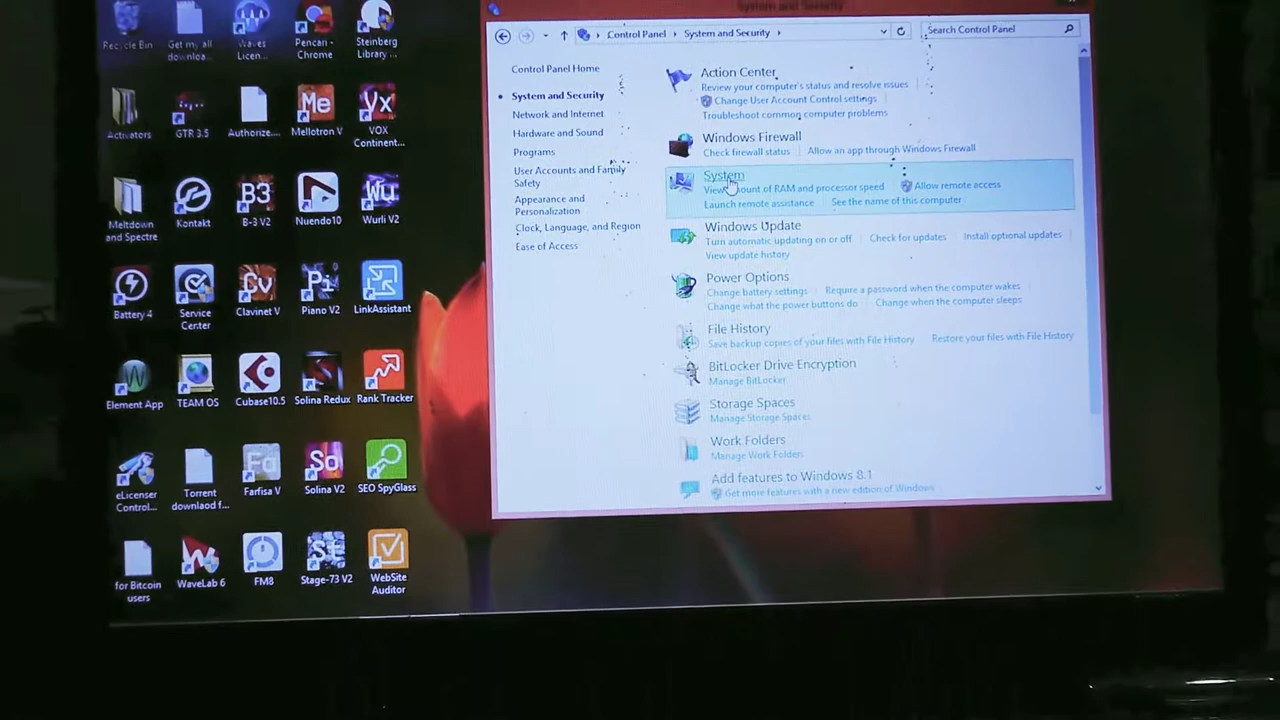 Recycle Bin
Get my all
downloa...
Waves
Licen...
Pencari -
Chrome
Steinberg
Library ...
Activators
GTR 3.5
Authorize....
Mellotron V
VOX
Continent...
Meltdown
and Spectre
Kontakt
B-3 V2
Nuendo10
Wurli V2
Battery 4
Service
Center
Clavinet V
Piano V2
LinkAssistant
Element App
TEAM OS
Cubase10.5
Solina Redux
Rank Tracker
eLicenser
Control...
Torrent
downlaod f...
Farfisa V
Solina V2
SEO SpyGlass
for Bitcoin
users
WaveLab 6
FM8
Stage-73 V2
WebSite
Auditor
System and Security
Control Panel
System and Security
Search Control Panel
Control Panel Home
System and Security
Network and Internet
Hardware and Sound
Programs
User Accounts and Family
Safety
Appearance and
Personalization
Clock, Language, and Region
Ease of Access
Action Center
Review your computer's status and resolve issues
Change User Account Control settings
Troubleshoot common computer problems
Windows Firewall
Check firewall status
Allow an app through Windows Firewall
System
View amount of RAM and processor speed
Allow remote access
Launch remote assistance
See the name of this computer
Windows Update
Turn automatic updating on or off
Check for updates
Install optional updates
View update history
Power Options
Change battery settings
Require a password when the computer wakes
Change what the power buttons do
Change when the computer sleeps
File History
Save backup copies of your files with File History
Restore your files with File History
BitLocker Drive Encryption
Manage BitLocker
Storage Spaces
Manage Storage Spaces
Work Folders
Manage Work Folders
Add features to Windows 8.1
Get more features with a new edition of Windows